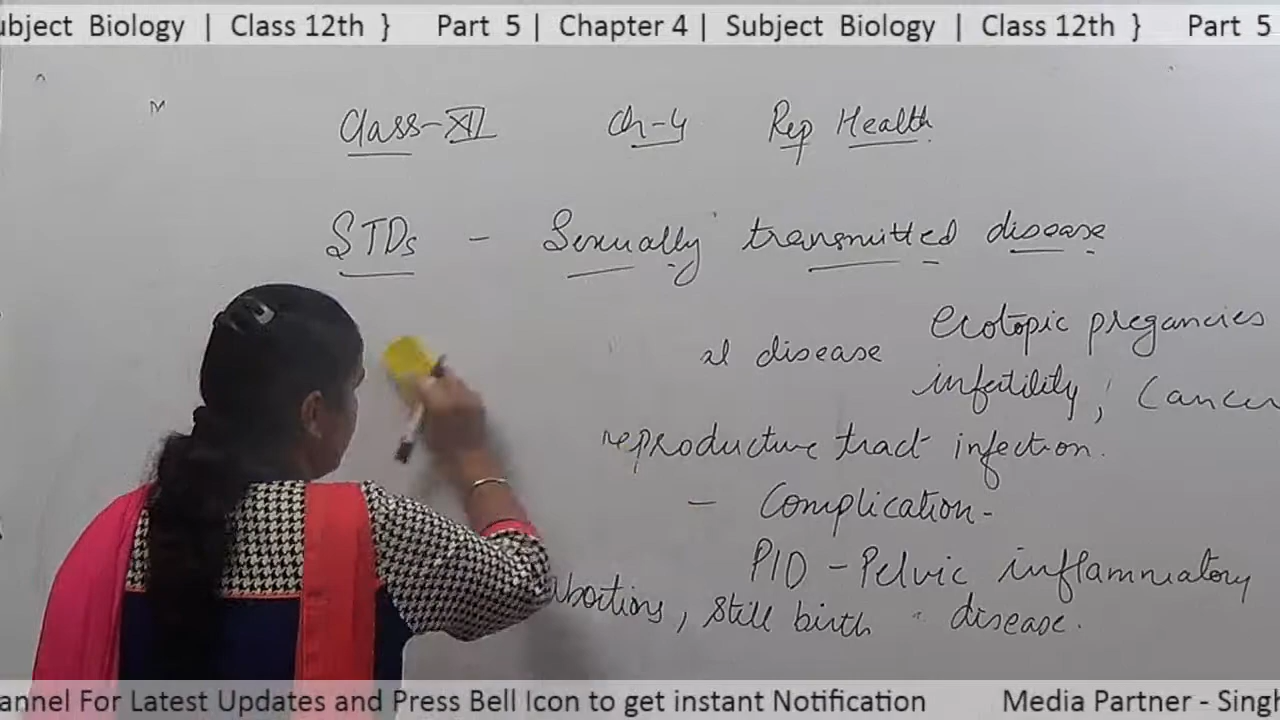 ubject Biology | Class 12th } Part 5 | Chapter 4 | Subject Biology | Class 12th } Part 5
Class-XII Ch-4 Rep Health
STDs - Sexually transmitted disease
al disease
ectopic pregancies
infertility, Cancer
reproductive tract infection.
- Complication-
PID - Pelvic inflammatory
disease.
abortions, still birth
annel For Latest Updates and Press Bell Icon to get instant Notification Media Partner - Singh